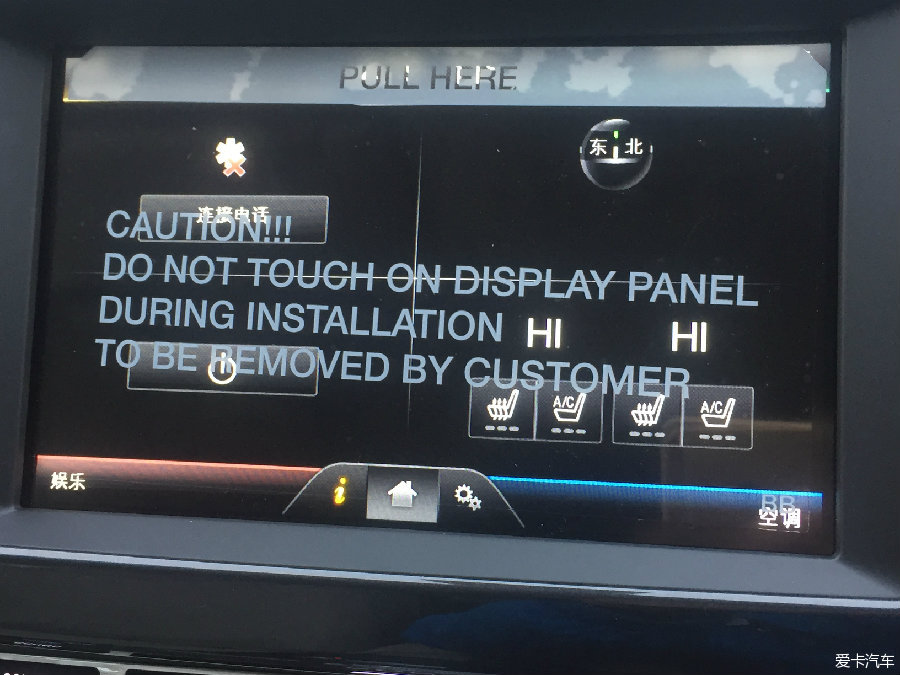 PULL HERE
东 北
连接电话
CAUTION!!!
DO NOT TOUCH ON DISPLAY PANEL
DURING INSTALLATION
HI HI
TO BE REMOVED BY CUSTOMER
A/C A/C
娱乐
i
BR
空调
爱卡汽车